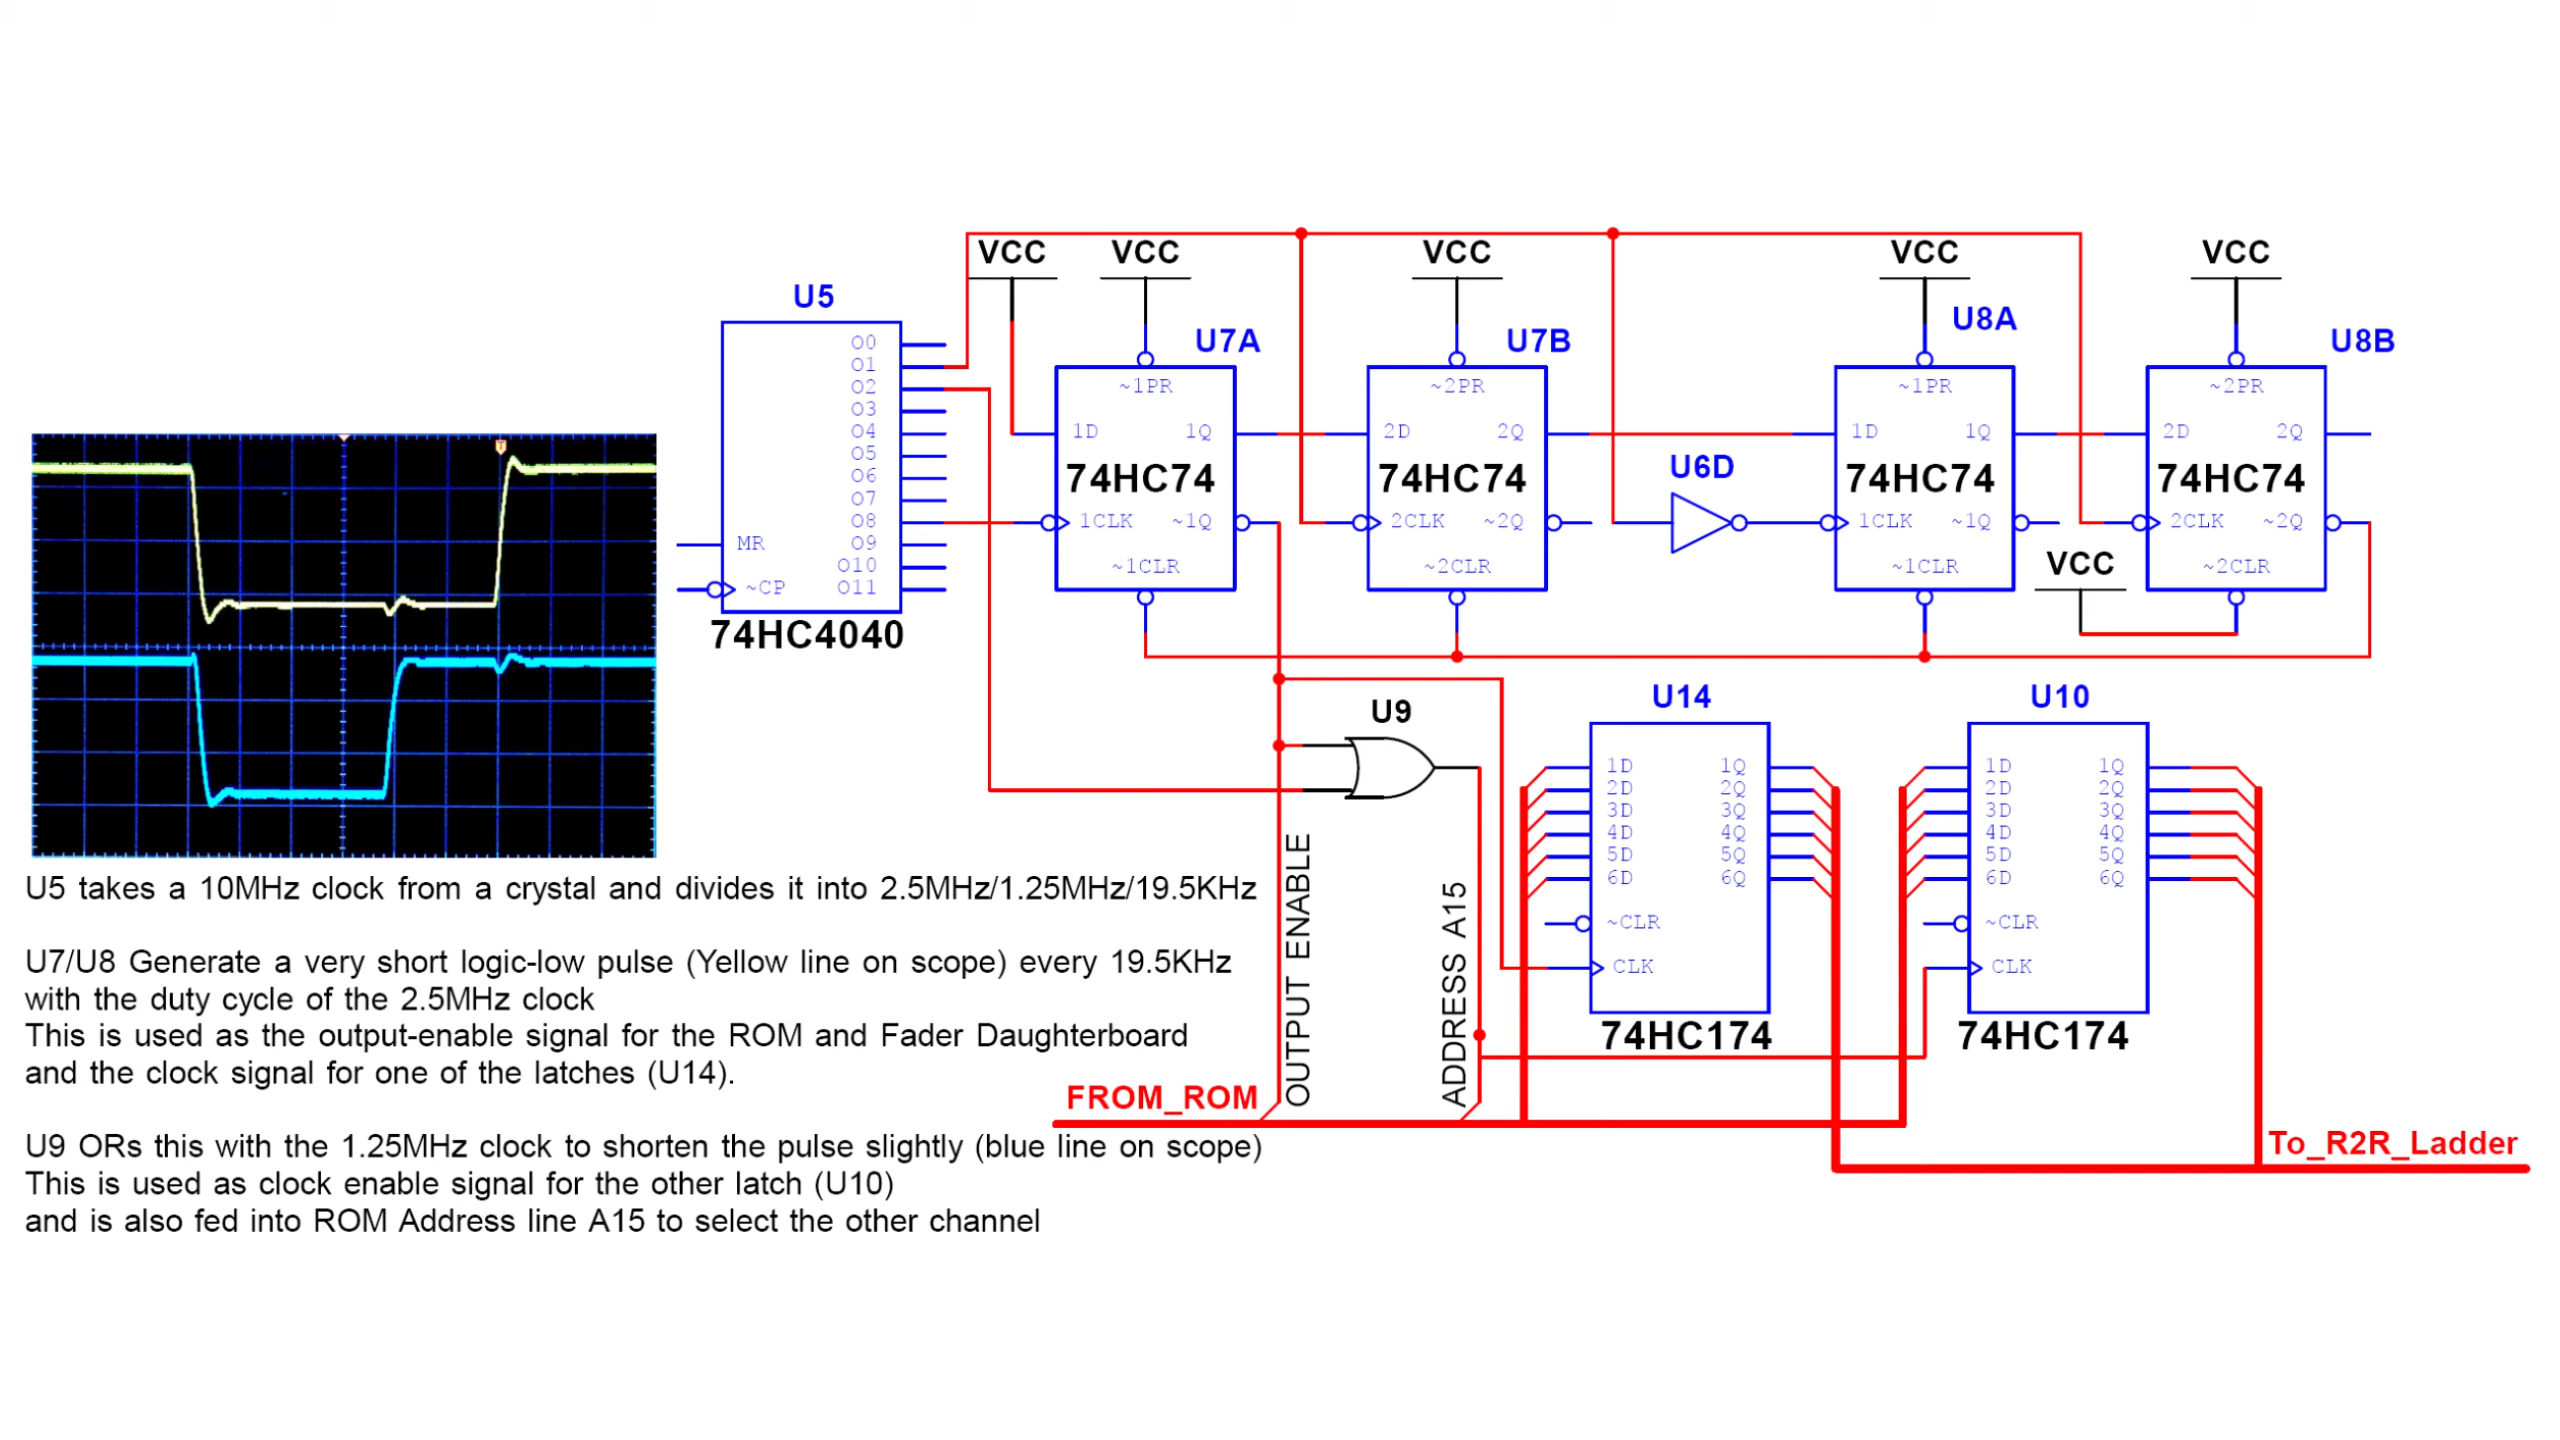 VCC VCC VCC VCC VCC
U5
U7A
U7B
U8A
U8B
O0
O1
O2
O3
O4
O5
O6
O7
O8
O9
O10
O11
MR
~CP
74HC4040
~1PR
1D 1Q
74HC74
1CLK ~1Q
~1CLR
~2PR
2D 2Q
74HC74
2CLK ~2Q
~2CLR
U6D
~1PR
1D 1Q
74HC74
1CLK ~1Q
~1CLR
VCC
~2PR
2D 2Q
74HC74
2CLK ~2Q
~2CLR
T
U9
U14
1D 1Q
2D 2Q
3D 3Q
4D 4Q
5D 5Q
6D 6Q
~CLR
CLK
74HC174
U10
1D 1Q
2D 2Q
3D 3Q
4D 4Q
5D 5Q
6D 6Q
~CLR
CLK
74HC174
OUTPUT ENABLE
ADDRESS A15
FROM_ROM
To_R2R_Ladder
U5 takes a 10MHz clock from a crystal and divides it into 2.5MHz/1.25MHz/19.5KHz
U7/U8 Generate a very short logic-low pulse (Yellow line on scope) every 19.5KHz
with the duty cycle of the 2.5MHz clock
This is used as the output-enable signal for the ROM and Fader Daughterboard
and the clock signal for one of the latches (U14).
U9 ORs this with the 1.25MHz clock to shorten the pulse slightly (blue line on scope)
This is used as clock enable signal for the other latch (U10)
and is also fed into ROM Address line A15 to select the other channel